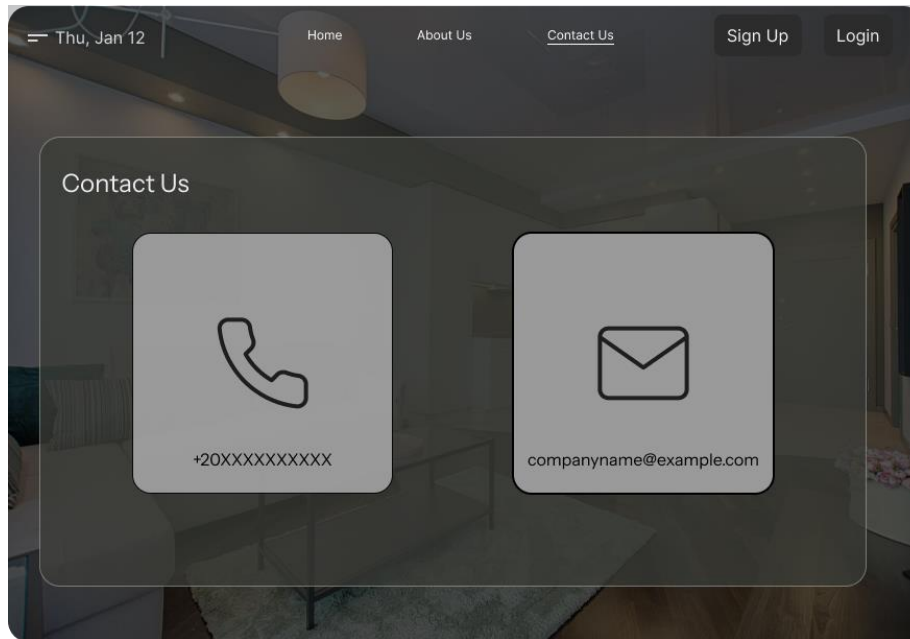 Thu, Jan 12 Home About Us Contact Us Sign Up Login
Contact Us
+20XXXXXXXXXX companyname@example.com